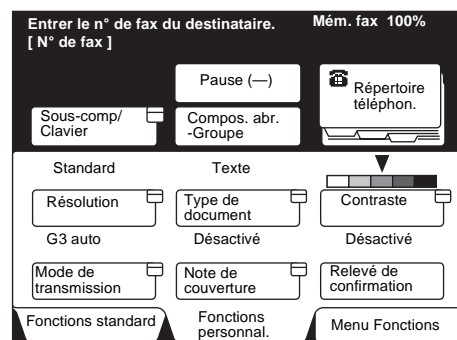 Entrer le n° de fax du destinataire.
Mém. fax 100%
[ N° de fax ]
Pause (—)
Répertoire
téléphon.
Sous-comp/
Clavier
Compos. abr.
-Groupe
Standard
Texte
Résolution
Type de
document
Contraste
G3 auto
Désactivé
Désactivé
Mode de
transmission
Note de
couverture
Relevé de
confirmation
Fonctions standard
Fonctions
personnal.
Menu Fonctions